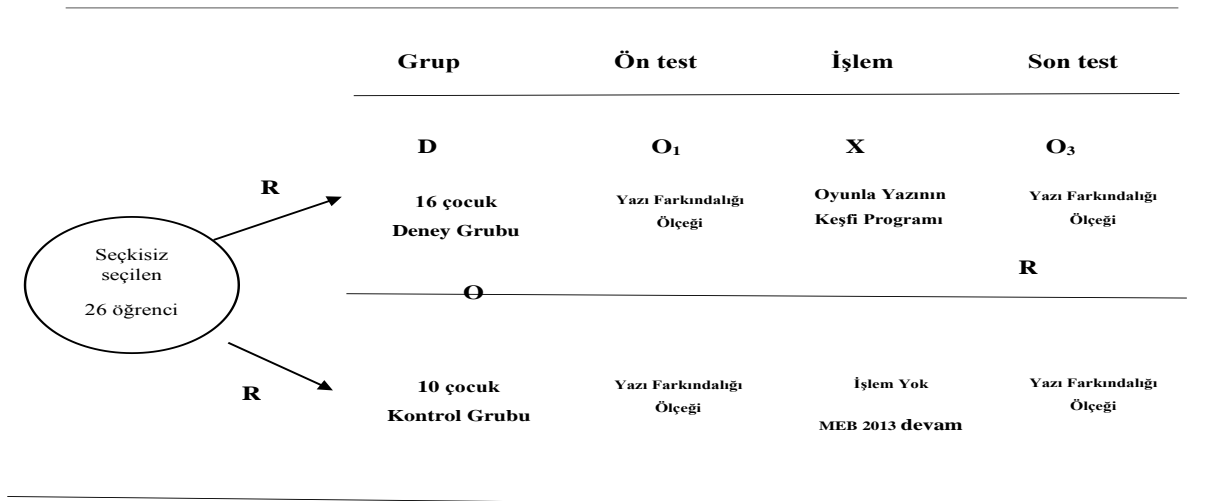 Grup Ön test İşlem Son test
D O₁ X O₃
R
16 çocuk Yazı Farkındalığı Oyunla Yazının Yazı Farkındalığı
Deney Grubu Ölçeği Keşfi Programı Ölçeği
Seçkisiz
seçilen
26 öğrenci
R
O
R
10 çocuk Yazı Farkındalığı İşlem Yok Yazı Farkındalığı
Kontrol Grubu Ölçeği MEB 2013 devam Ölçeği